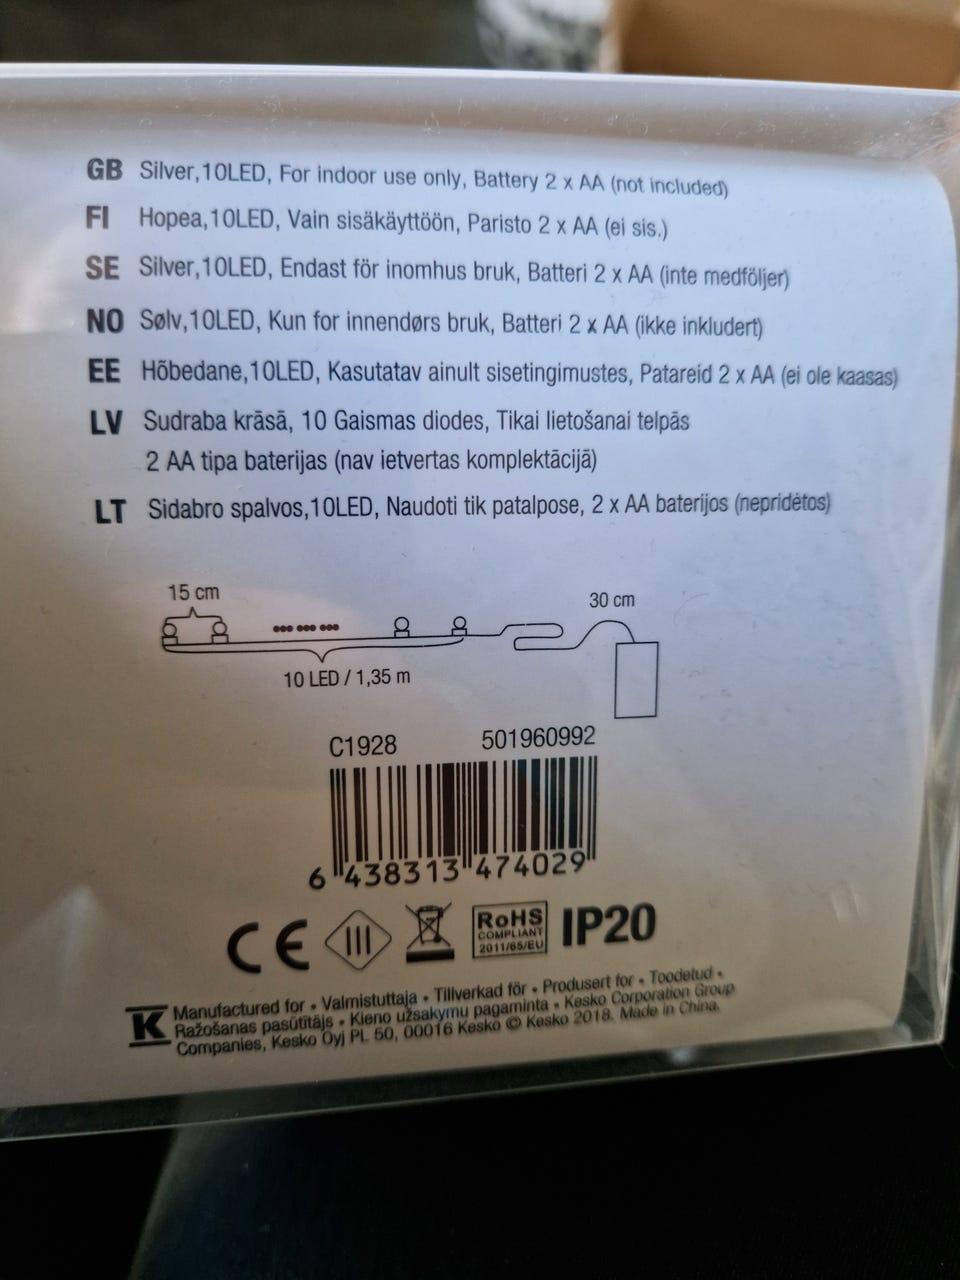 GB Silver,10LED, For indoor use only, Battery 2 x AA (not included)
FI Hopea,10LED, Vain sisäkäyttöön, Paristo 2 x AA (ei sis.)
SE Silver,10LED, Endast för inomhus bruk, Batteri 2 x AA (inte medföljer)
NO Sølv,10LED, Kun for innendørs bruk, Batteri 2 x AA (ikke inkludert)
EE Hõbedane,10LED, Kasutatav ainult sisetingimustes, Patareid 2 x AA (ei ole kaasas)
LV Sudraba krāsā, 10 Gaismas diodes, Tikai lietošanai telpās
2 AA tipa baterijas (nav ietvertas komplektācijā)
LT Sidabro spalvos,10LED, Naudoti tik patalpose, 2 x AA baterijos (nepridėtos)
15 cm
30 cm
10 LED / 1,35 m
C1928 501960992
6 438313 474029
CE III RoHS IP20
COMPLIANT
2011/65/EU
K Manufactured for • Valmistuttaja • Tillverkad för • Produsert for • Toodetud •
Ražošanas pasūtītājs • Kieno užsakymu pagaminta • Kesko Corporation Group
Companies, Kesko Oyj PL 50, 00016 Kesko © Kesko 2018. Made in China.